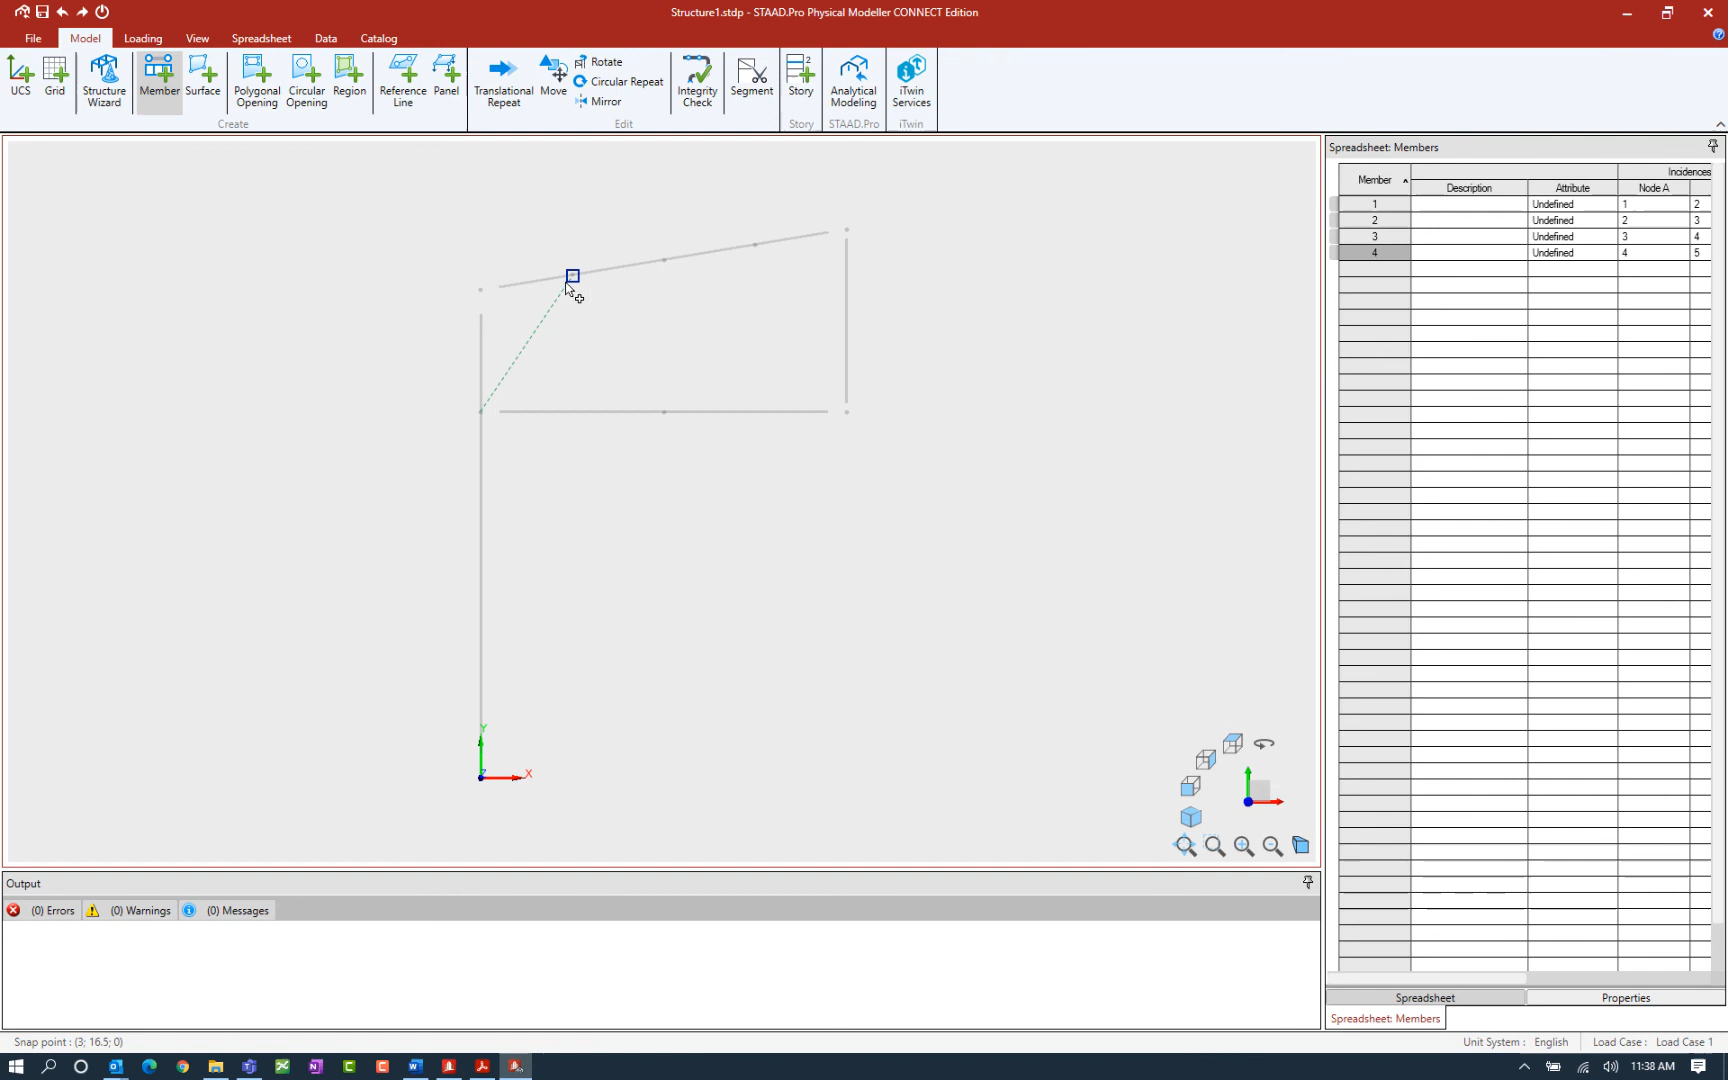 Structure1.stdp - STAAD.Pro Physical Modeller CONNECT Edition
File Model Loading View Spreadsheet Data Catalog
UCS Grid Structure Wizard Member Surface Polygonal Opening Circular Opening Region Reference Line Panel Translational Repeat Move Rotate Circular Repeat Mirror Integrity Check Segment Story Analytical Modeling iTwin Services
Create Edit Story STAAD.Pro iTwin
Spreadsheet: Members
Member Incidences
Description Attribute Node A
1 Undefined 1 2
2 Undefined 2 3
3 Undefined 3 4
4 Undefined 4 5
Y
Z X
Output
(0) Errors (0) Warnings (0) Messages
Spreadsheet Properties
Spreadsheet: Members
Snap point : (3; 16.5; 0) Unit System : English Load Case : Load Case 1
11:38 AM